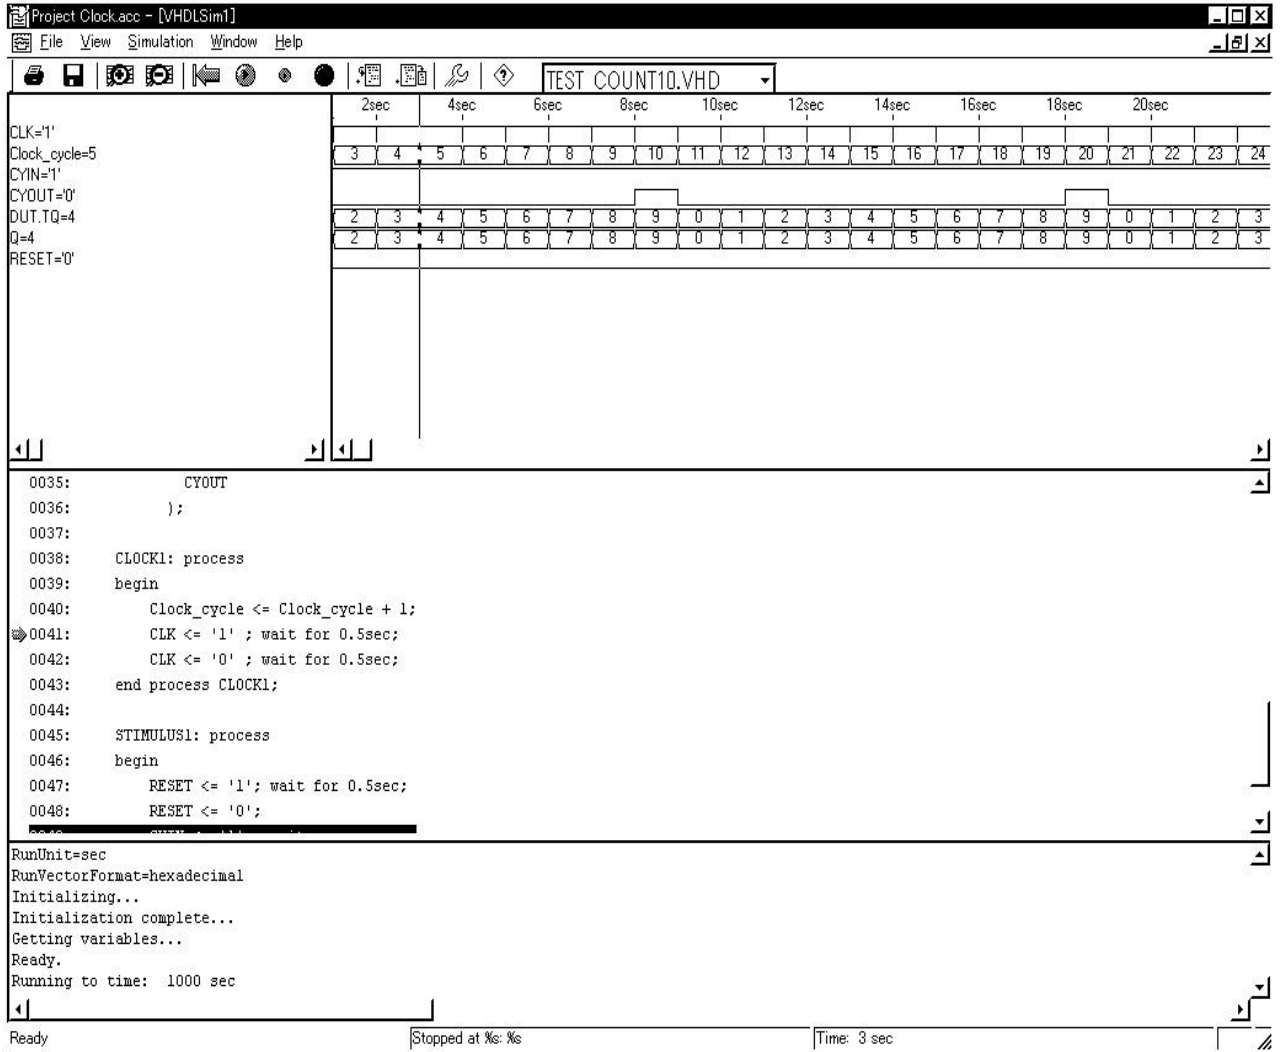 Project Clock.acc - [VHDLSim1]
File View Simulation Window Help
TEST COUNT10.VHD
2sec 4sec 6sec 8sec 10sec 12sec 14sec 16sec 18sec 20sec
CLK='1'
Clock_cycle=5 3 4 5 6 7 8 9 10 11 12 13 14 15 16 17 18 19 20 21 22 23 24
CYIN='1'
CYOUT='0'
DUT.TQ=4 2 3 4 5 6 7 8 9 0 1 2 3 4 5 6 7 8 9 0 1 2 3
Q=4 2 3 4 5 6 7 8 9 0 1 2 3 4 5 6 7 8 9 0 1 2 3
RESET='0'
0035: CYOUT
0036: );
0037:
0038: CLOCK1: process
0039: begin
0040: Clock_cycle <= Clock_cycle + 1;
0041: CLK <= '1' ; wait for 0.5sec;
0042: CLK <= '0' ; wait for 0.5sec;
0043: end process CLOCK1;
0044:
0045: STIMULUS1: process
0046: begin
0047: RESET <= '1'; wait for 0.5sec;
0048: RESET <= '0';
RunUnit=sec
RunVectorFormat=hexadecimal
Initializing...
Initialization complete...
Getting variables...
Ready.
Running to time: 1000 sec
Ready Stopped at %s: %s Time: 3 sec